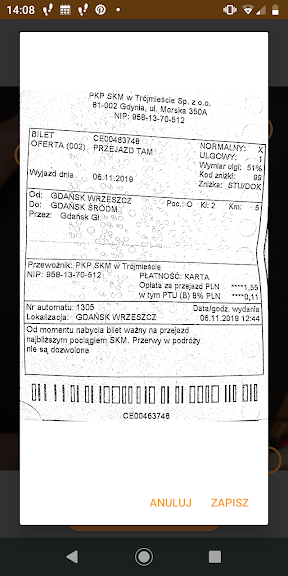 14:08
PKP SKM w Trójmieście Sp. z o.o.
81-002 Gdynia, ul. Morska 350A
NIP: 958-13-70-512
BILET CE00463748 NORMALNY: X
OFERTA (002) PRZEJAZD TAM ULGOWY: 1
Wymiar ulgi: 51%
Kod zniżki: 99
Wyjazd dnia 06.11.2019 Zniżka: STU/DOK
Od: GDAŃSK WRZESZCZ Poc.: O Kl: 2 Km: 5
Do: GDAŃSK ŚRÓDM.
Przez: Gdańsk Gł.
Przewoźnik: PKP SKM w Trójmieście
NIP: 958-13-70-512 PŁATNOŚĆ: KARTA
Opłata za przejazd PLN ****1,55
w tym PTU (B) 8% PLN ****0,11
Nr automatu: 1305 Data/godz. wydania
Lokalizacja: GDAŃSK WRZESZCZ 06.11.2019 12:44
Od momentu nabycia bilet ważny na przejazd
najbliższym pociągiem SKM. Przerwy w podróży
nie są dozwolone
CE00463748
ANULUJ ZAPISZ